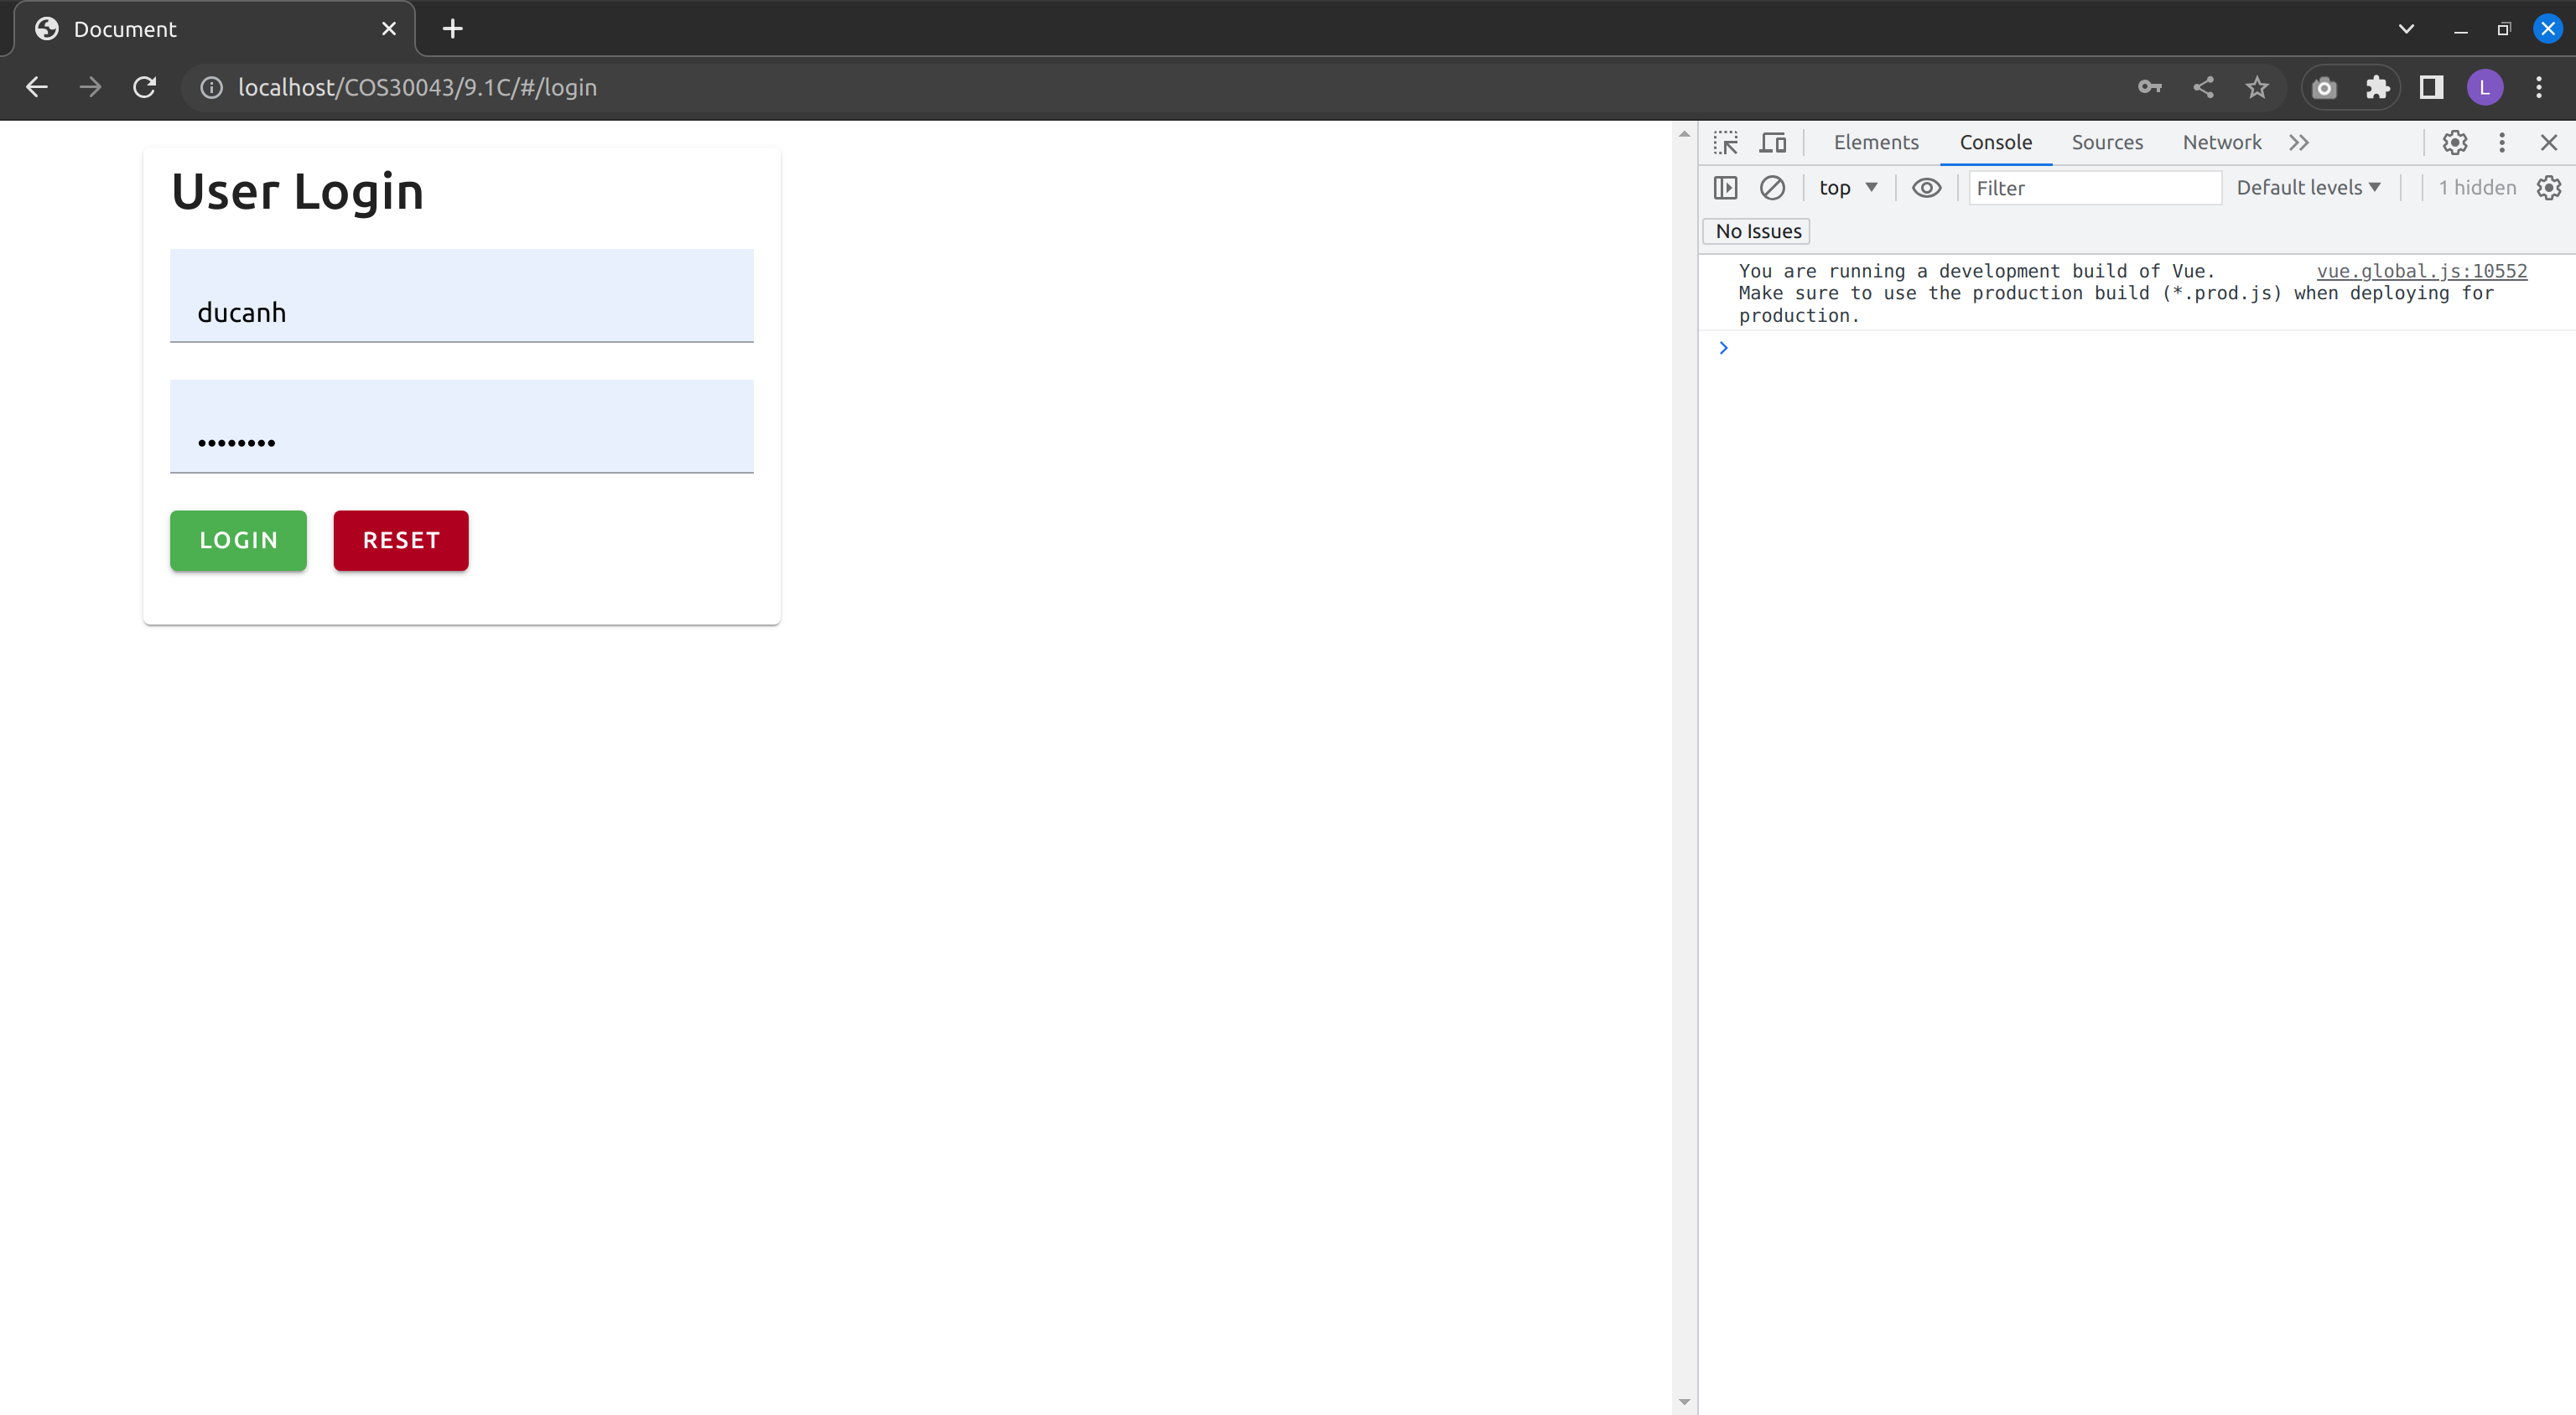 Document
localhost/COS30043/9.1C/#/login
L
User Login
ducanh
••••••••
LOGIN
RESET
Elements
Console
Sources
Network
top
Filter
Default levels
1 hidden
No Issues
You are running a development build of Vue. vue.global.js:10552
Make sure to use the production build (*.prod.js) when deploying for
production.